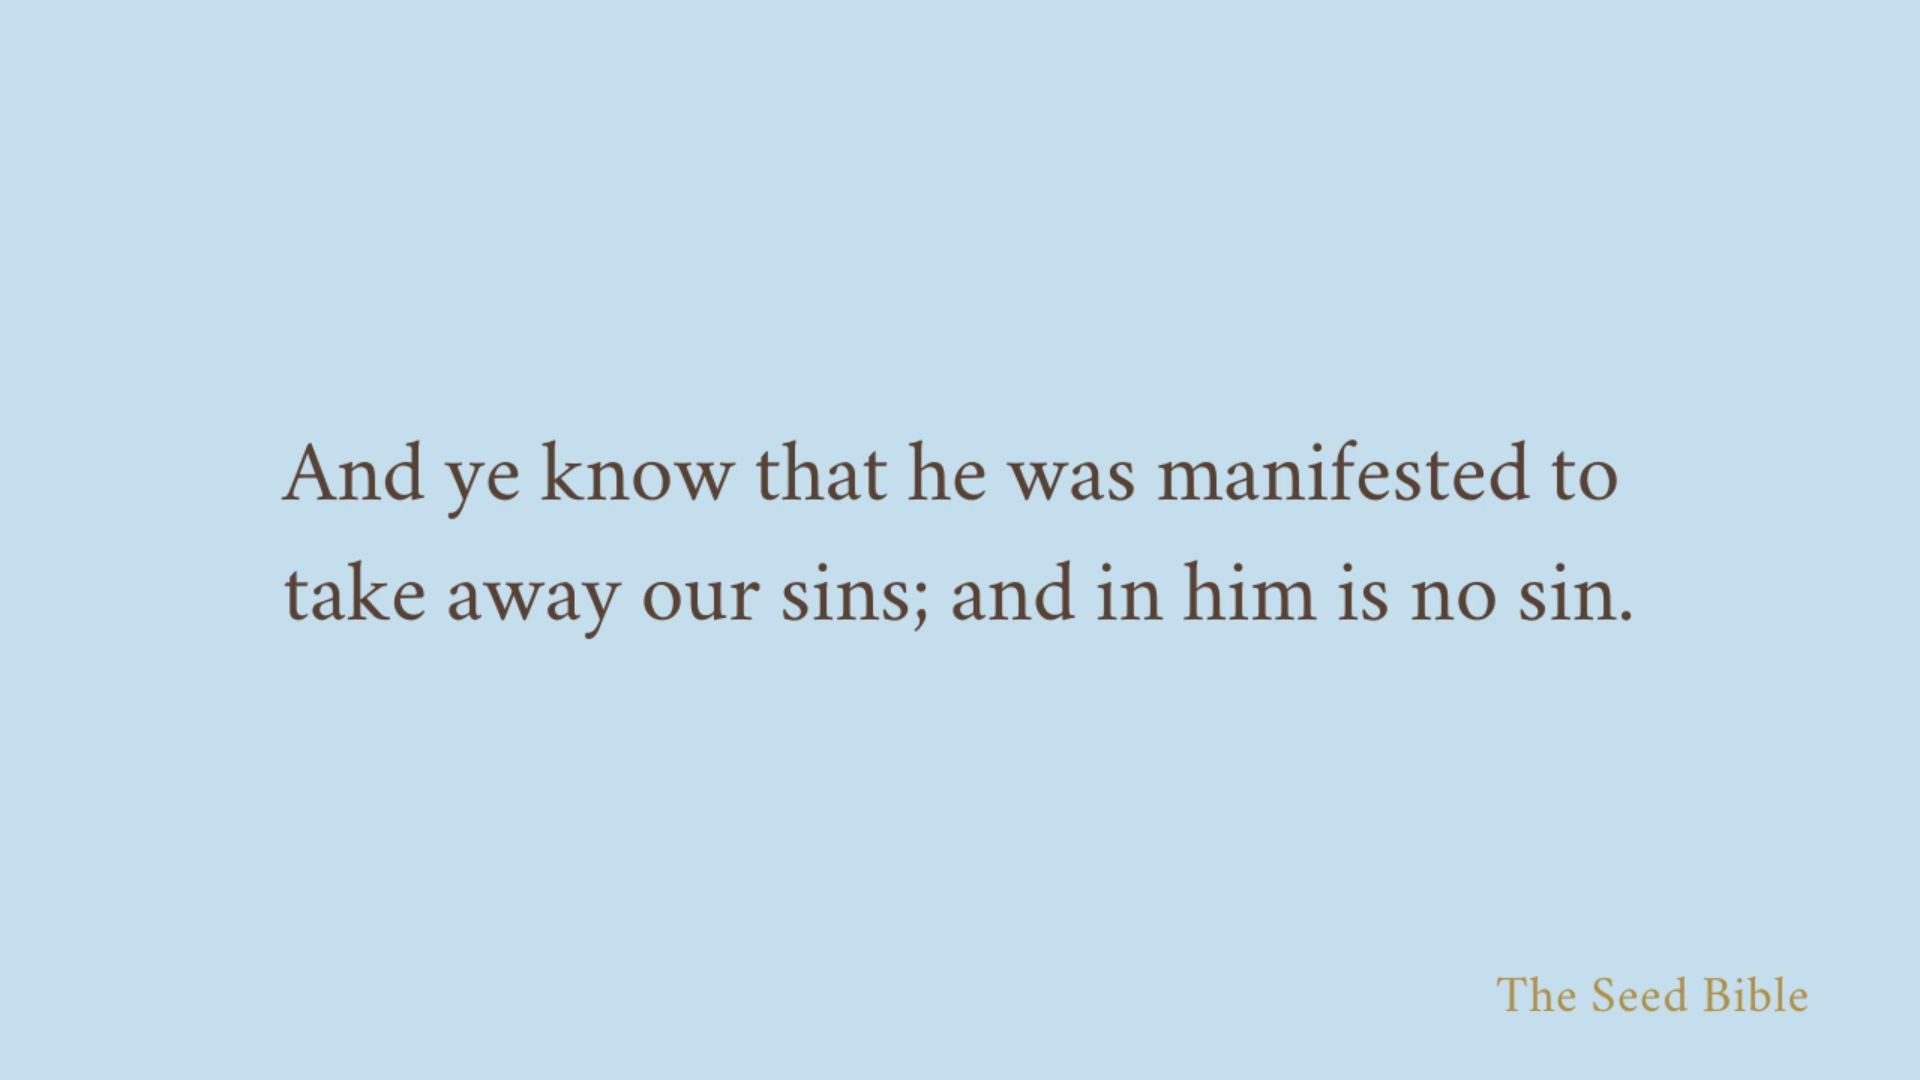 And ye know that he was manifested to
take away our sins; and in him is no sin.
The Seed Bible